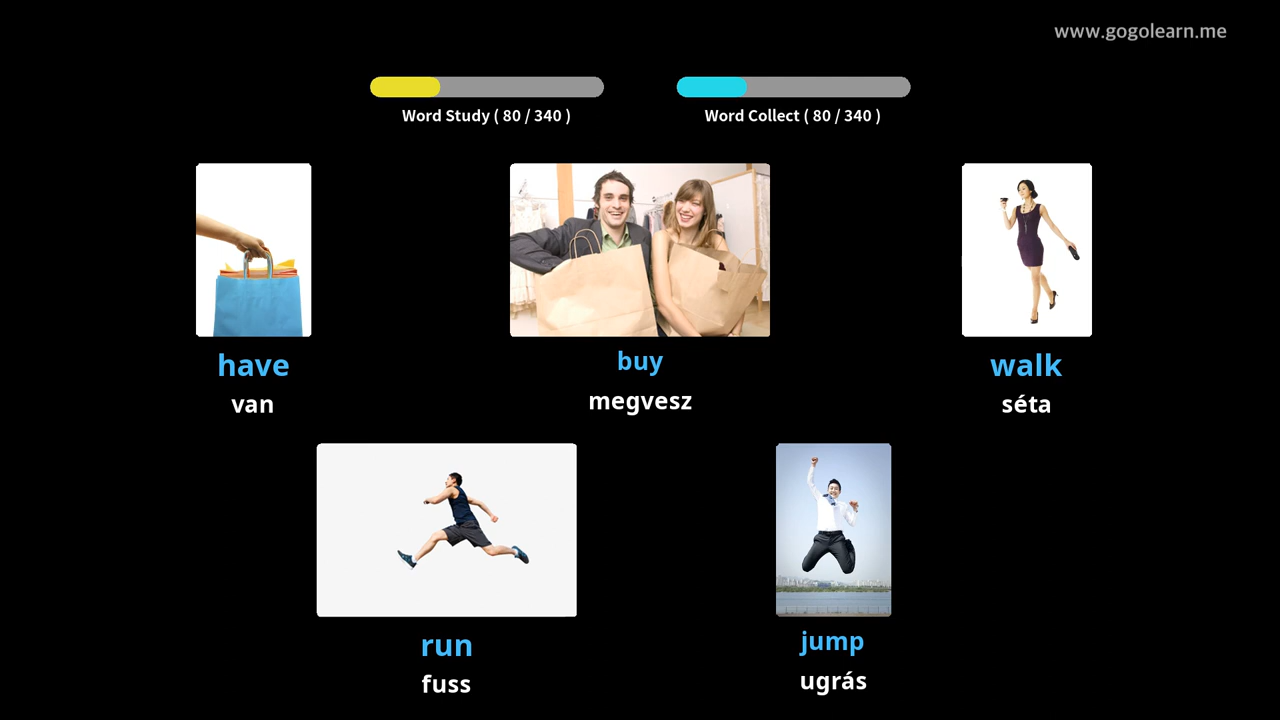 www.gogolearn.me
Word Study ( 80 / 340 )
Word Collect ( 80 / 340 )
have
van
buy
megvesz
walk
séta
run
fuss
jump
ugrás